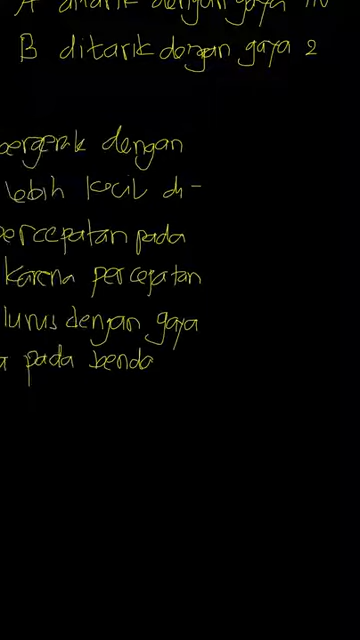 A ditarik dengan gaya 1N
B ditarik dengan gaya 2
bergerak dengan
lebih kecil di-
percepatan pada
karena percepatan
lurus dengan gaya
pada benda